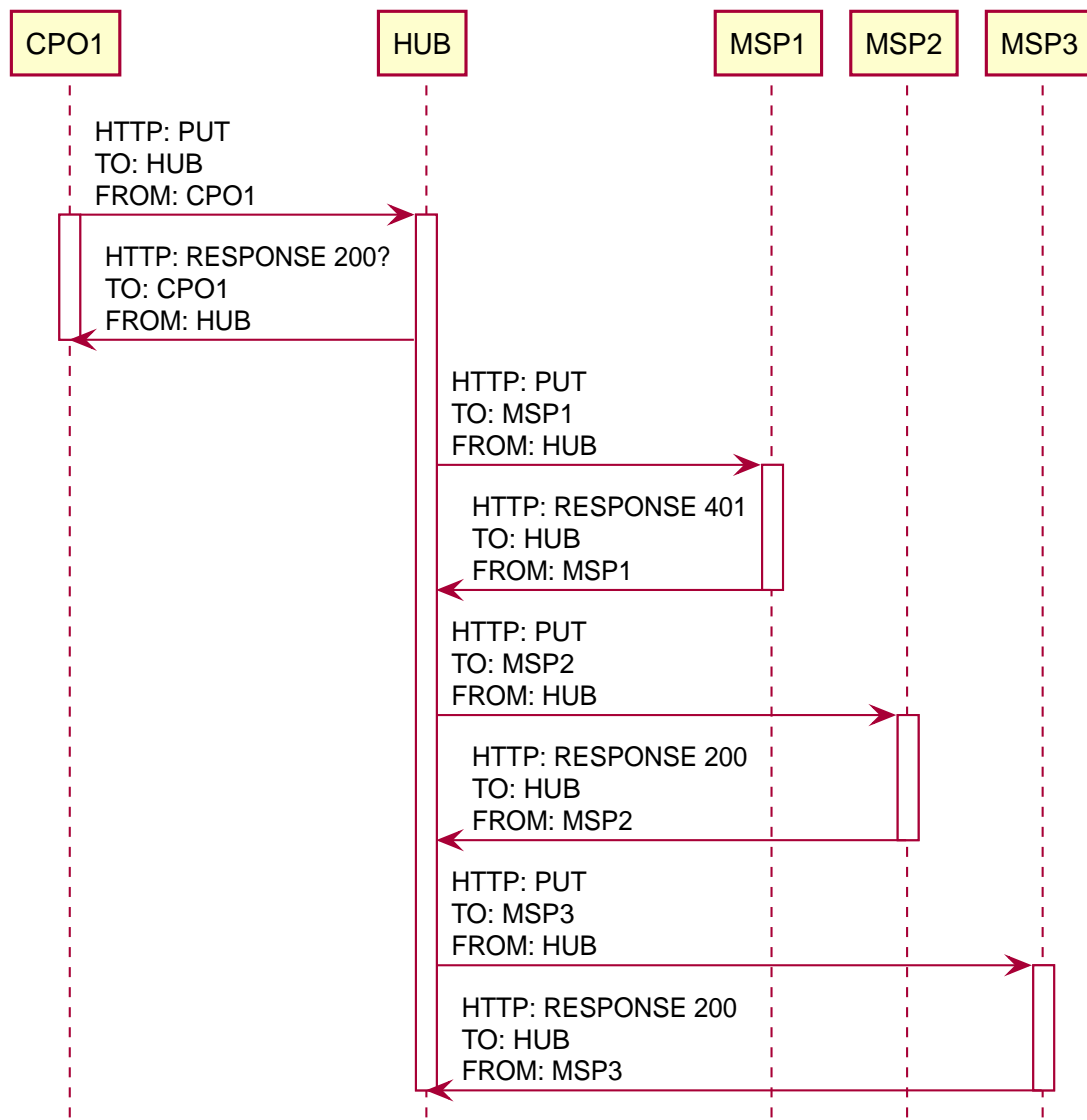 CPO1
HUB
MSP1
MSP2
MSP3
HTTP: PUT
TO: HUB
FROM: CPO1
HTTP: RESPONSE 200?
TO: CPO1
FROM: HUB
HTTP: PUT
TO: MSP1
FROM: HUB
HTTP: RESPONSE 401
TO: HUB
FROM: MSP1
HTTP: PUT
TO: MSP2
FROM: HUB
HTTP: RESPONSE 200
TO: HUB
FROM: MSP2
HTTP: PUT
TO: MSP3
FROM: HUB
HTTP: RESPONSE 200
TO: HUB
FROM: MSP3